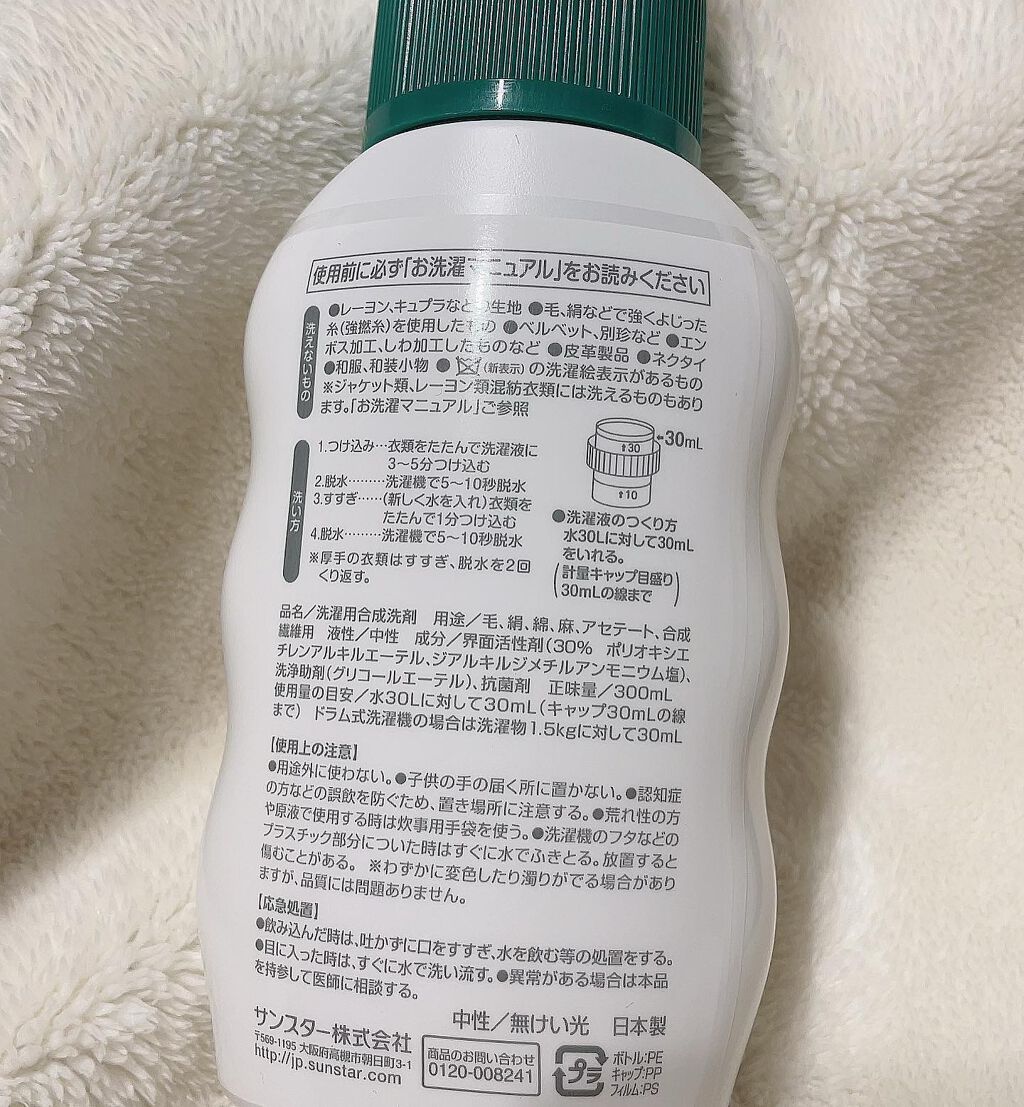 使用前に必ず「お洗濯マニュアル」をお読みください
洗えないもの
●レーヨン、キュプラなどの生地 ●毛、絹などで強くよじった
糸(強撚糸)を使用したもの ●ベルベット、別珍など ●エン
ボス加工、しわ加工したものなど ●皮革製品 ●ネクタイ
●和服、和装小物 ● (新表示)の洗濯絵表示があるもの
※ジャケット類、レーヨン類混紡衣類には洗えるものもあり
ます。「お洗濯マニュアル」ご参照
洗い方
1.つけ込み…衣類をたたんで洗濯液に
3〜5分つけ込む
2.脱水………洗濯機で5〜10秒脱水
3.すすぎ……(新しく水を入れ)衣類を
たたんで1分つけ込む
4.脱水………洗濯機で5〜10秒脱水
※厚手の衣類はすすぎ、脱水を2回
くり返す。
←30mL
↑30
↑10
●洗濯液のつくり方
水30Lに対して30mL
をいれる。
(計量キャップ目盛り
30mLの線まで)
品名/洗濯用合成洗剤 用途/毛、絹、綿、麻、アセテート、合成
繊維用 液性/中性 成分/界面活性剤(30% ポリオキシエ
チレンアルキルエーテル、ジアルキルジメチルアンモニウム塩)、
洗浄助剤(グリコールエーテル)、抗菌剤 正味量/300mL
使用量の目安/水30Lに対して30mL(キャップ30mLの線
まで) ドラム式洗濯機の場合は洗濯物1.5kgに対して30mL
【使用上の注意】
●用途外に使わない。●子供の手の届く所に置かない。●認知症
の方などの誤飲を防ぐため、置き場所に注意する。●荒れ性の方
や原液で使用する時は炊事用手袋を使う。●洗濯機のフタなどの
プラスチック部分についた時はすぐに水でふきとる。放置すると
傷むことがある。 ※わずかに変色したり濁りがでる場合があり
ますが、品質には問題ありません。
【応急処置】
●飲み込んだ時は、吐かずに口をすすぎ、水を飲む等の処置をする。
●目に入った時は、すぐに水で洗い流す。●異常がある場合は本品
を持参して医師に相談する。
中性/無けい光 日本製
サンスター株式会社
〒569-1195 大阪府高槻市朝日町3-1
http://jp.sunstar.com
商品のお問い合わせ
0120-008241
プラ
ボトル:PE
キャップ:PP
フィルム:PS